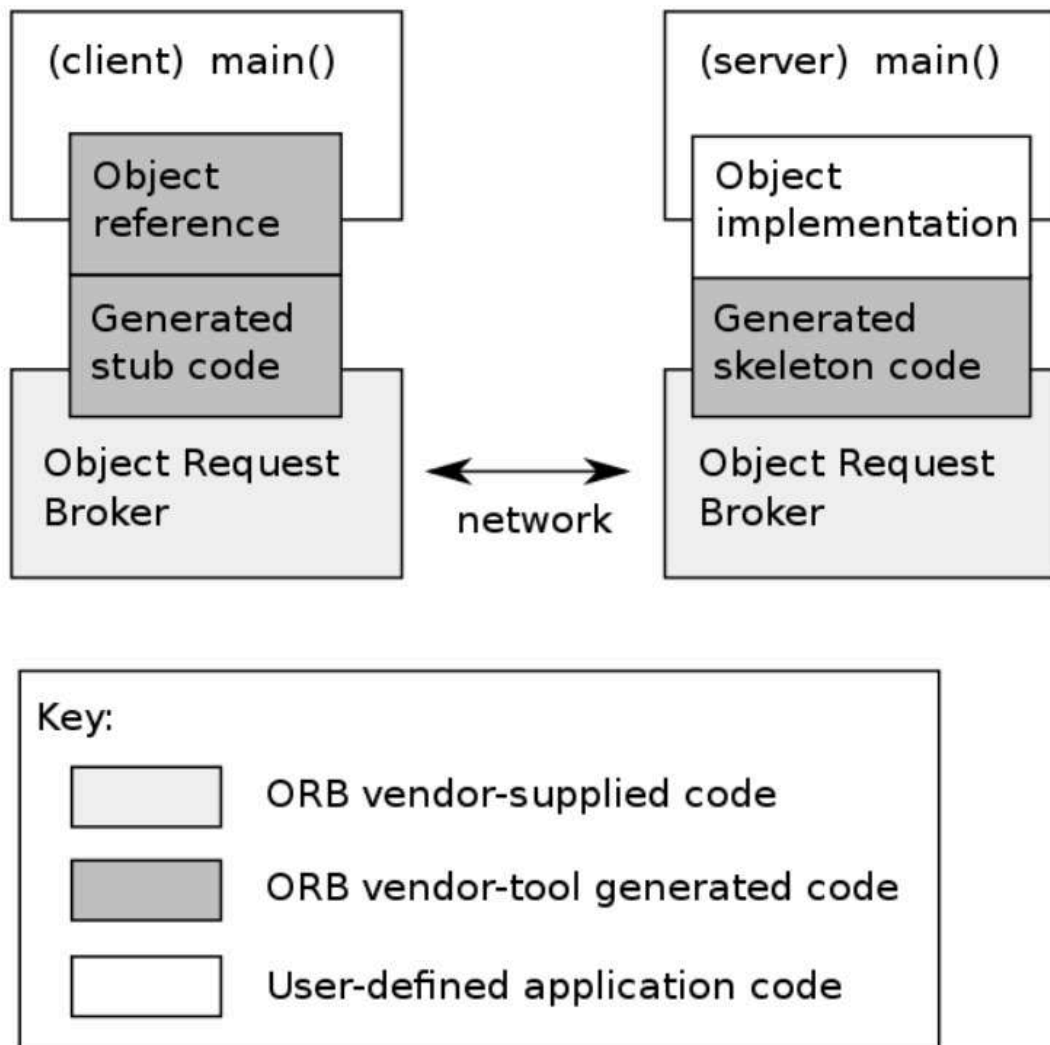 (client) main()
Object
reference
Generated
stub code
Object Request
Broker
network
(server) main()
Object
implementation
Generated
skeleton code
Object Request
Broker
Key:
ORB vendor-supplied code
ORB vendor-tool generated code
User-defined application code